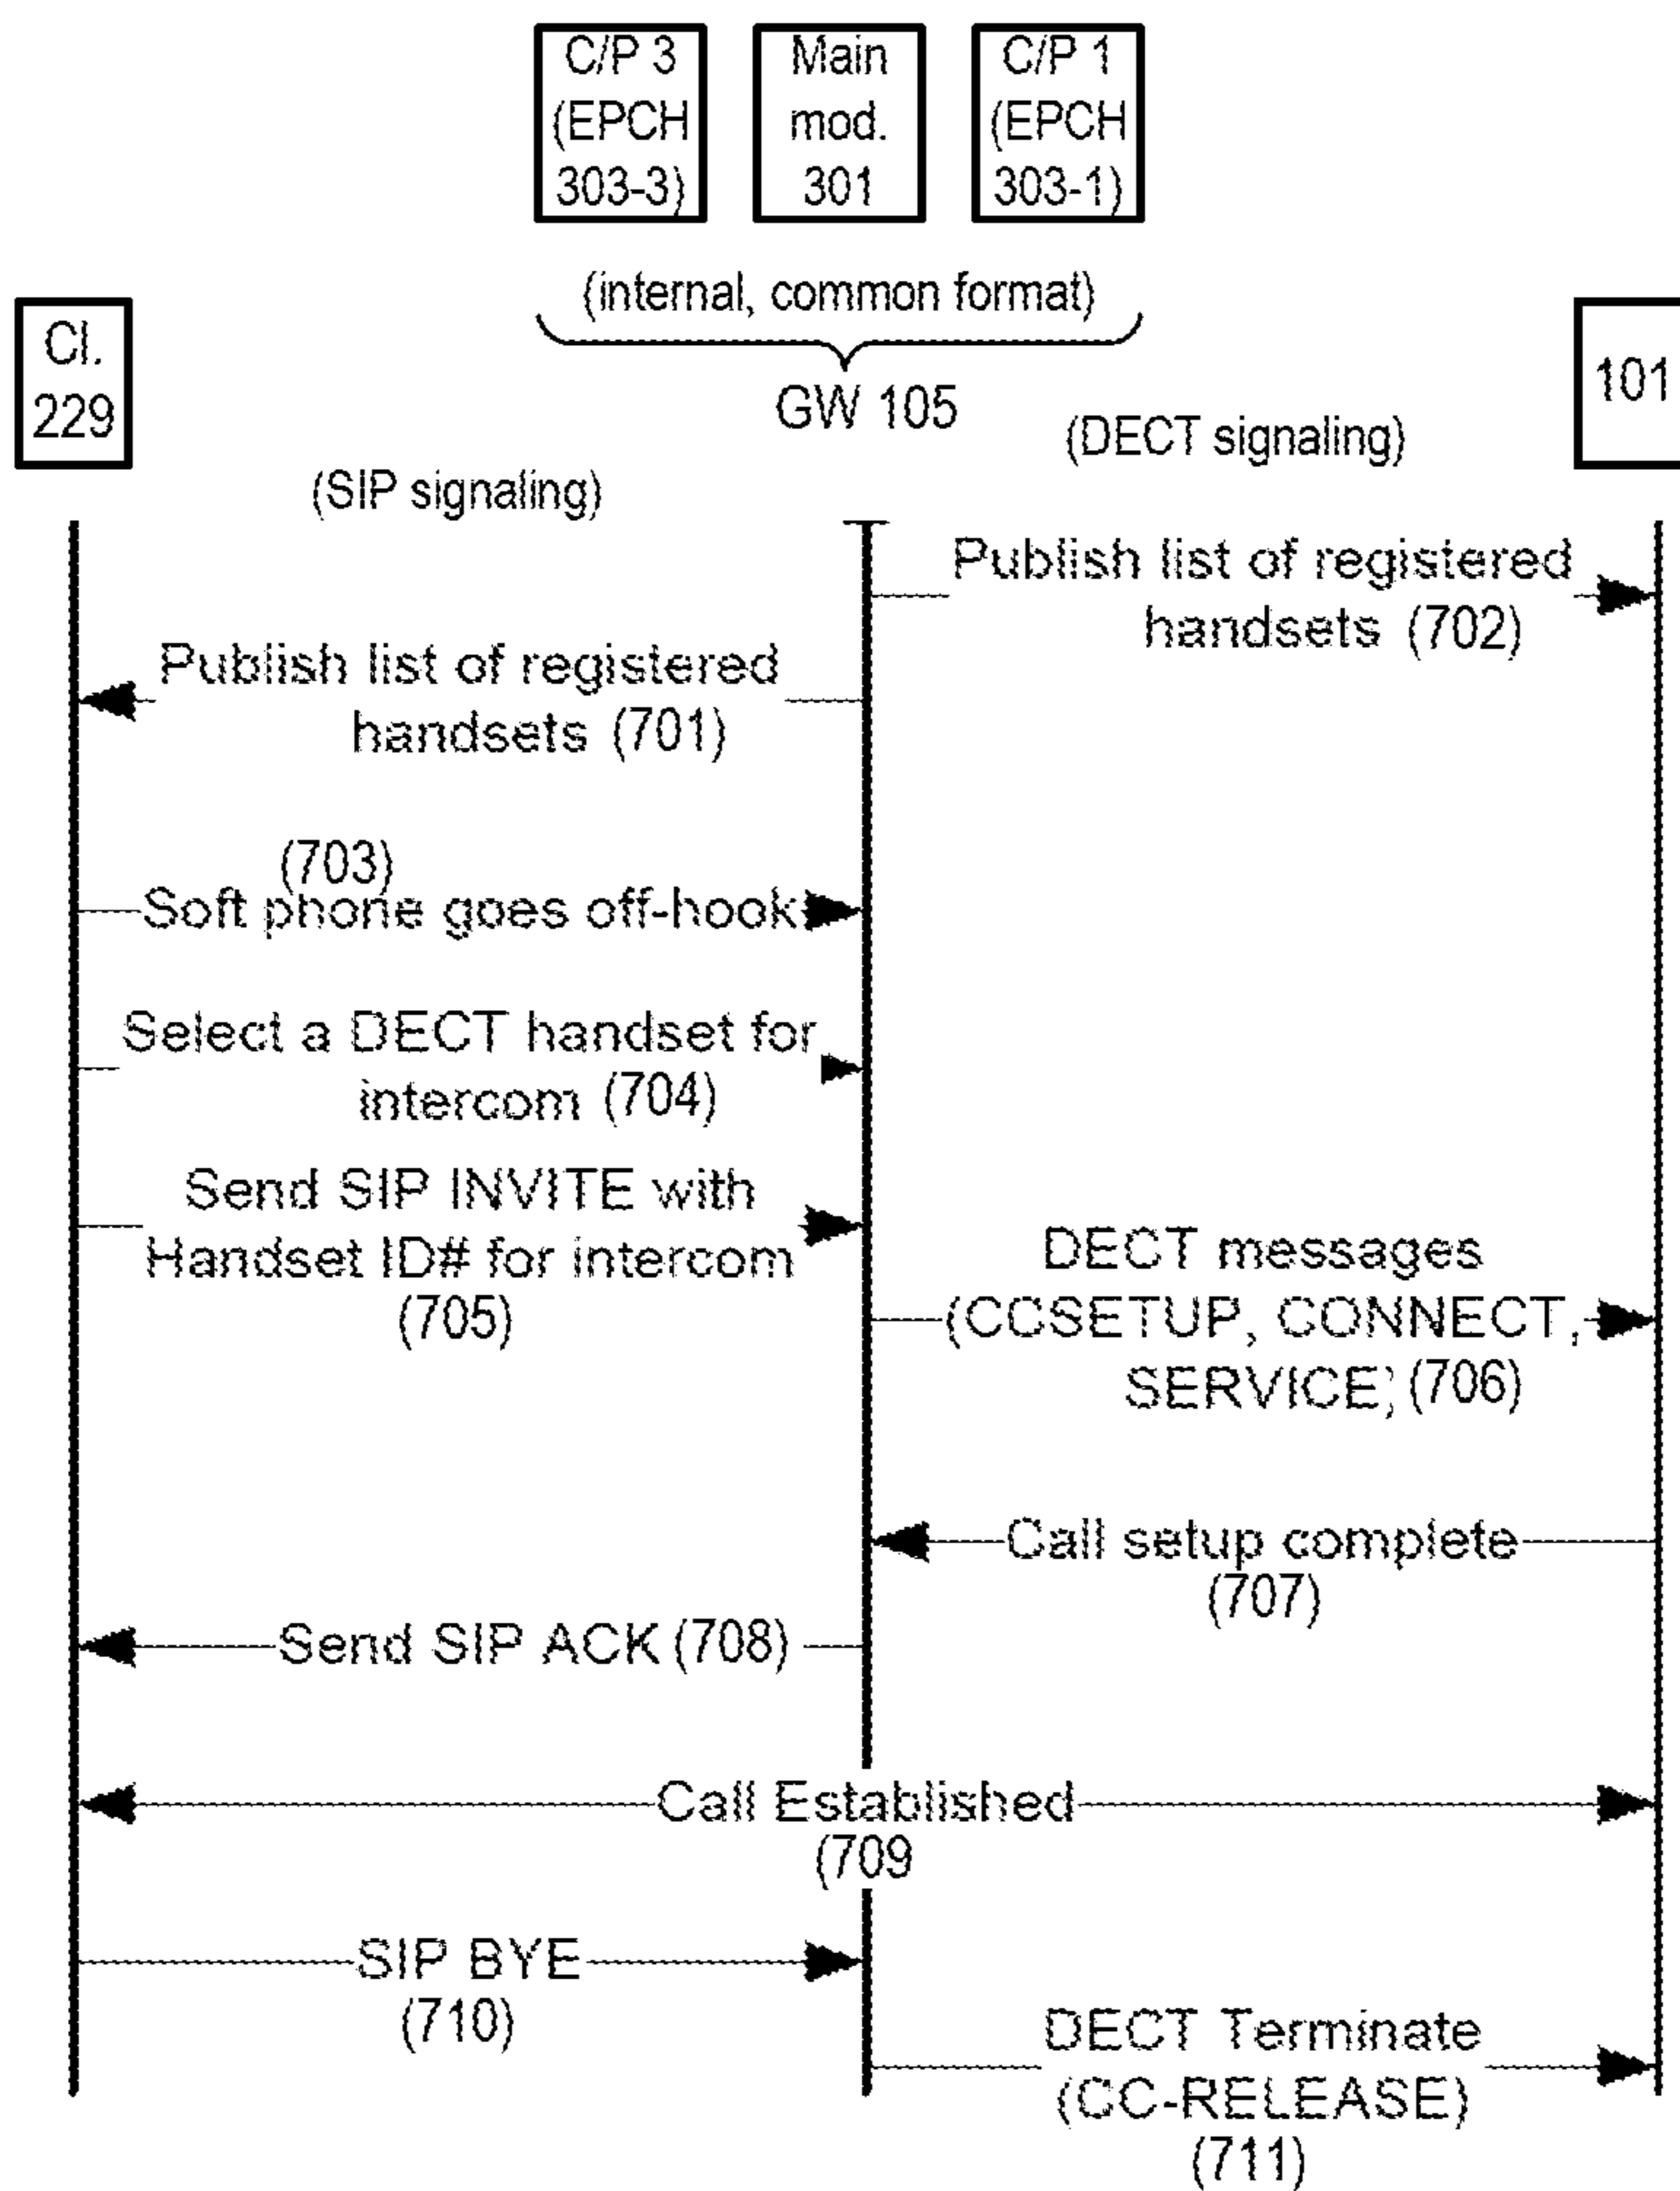 C/P 3
(EPCH
303-3)
Main
mod.
301
C/P 1
(EPCH
303-1)
(internal, common format)
GW 105
Cl.
229
101
(DECT signaling)
(SIP signaling)
Publish list of registered
handsets (702)
Publish list of registered
handsets (701)
(703)
Soft phone goes off-hook
Select a DECT handset for
intercom (704)
Send SIP INVITE with
Handset ID# for intercom
(705)
DECT messages
(CCSETUP, CONNECT,
SERVICE; (706)
Call setup complete
(707)
Send SIP ACK (708)
Call Established
(709
SIP BYE
(710)
DECT Terminate
(CC-RELEASE)
(711)